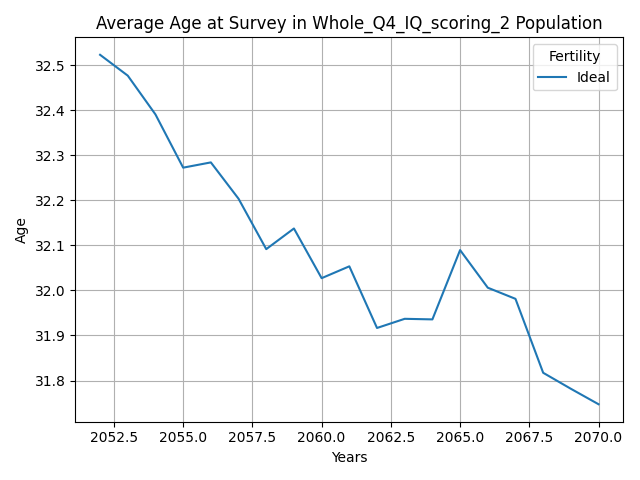 Average Age at Survey in Whole_Q4_IQ_scoring_2 Population
Fertility
Ideal
32.5
32.4
32.3
32.2
32.1
32.0
31.9
31.8
Age
2052.5 2055.0 2057.5 2060.0 2062.5 2065.0 2067.5 2070.0
Years